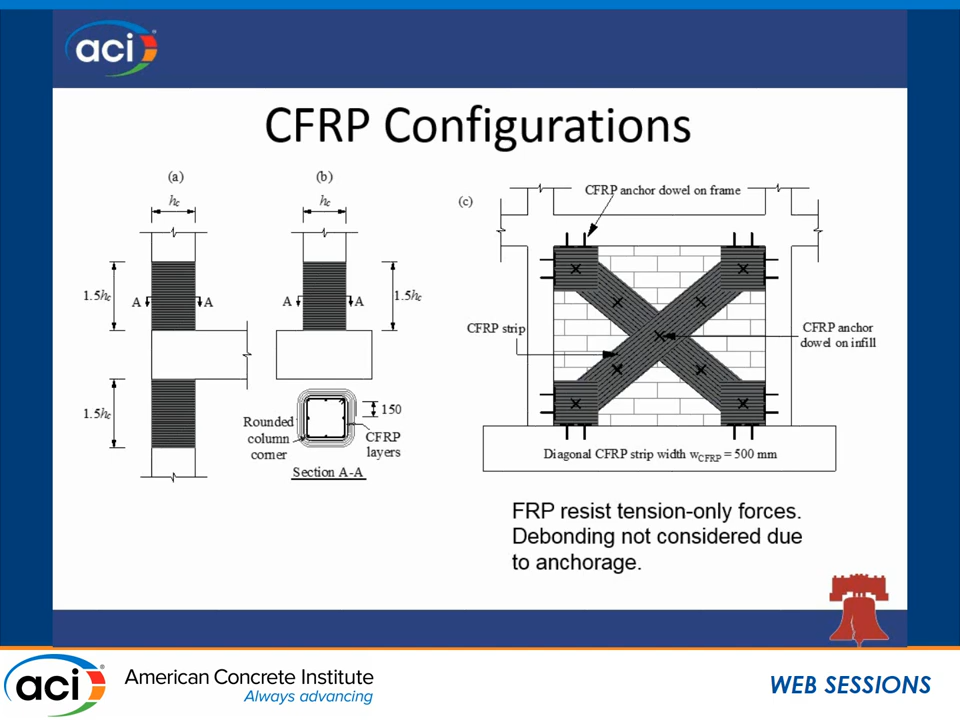 aci
CFRP Configurations
(a)
(b)
(c)
hc
hc
CFRP anchor dowel on frame
1.5hc
A
A
A
A
1.5hc
CFRP strip
CFRP anchor
dowel on infill
1.5hc
150
Rounded
column
corner
CFRP
layers
Section A-A
Diagonal CFRP strip width wCFRP = 500 mm
FRP resist tension-only forces.
Debonding not considered due
to anchorage.
aci
American Concrete Institute
Always advancing
WEB SESSIONS